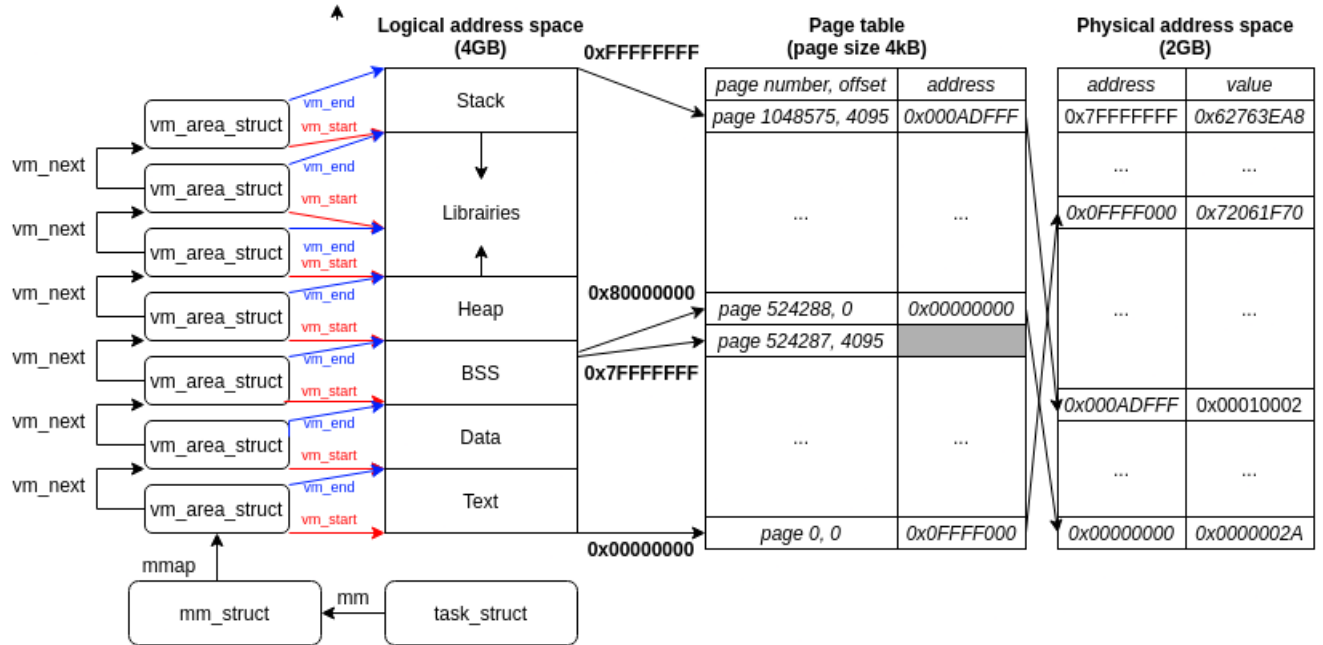 Logical address space
(4GB)
Page table
(page size 4kB)
Physical address space
(2GB)
0xFFFFFFFF
page number, offset
address
address
value
vm_end
Stack
vm_area_struct
page 1048575, 4095
0x000ADFFF
0x7FFFFFFF
0x62763EA8
vm_start
vm_next
vm_end
...
...
vm_area_struct
vm_start
Librairies
...
...
0x0FFFF000
0x72061F70
vm_next
vm_end
vm_area_struct
vm_start
vm_next
vm_end
0x80000000
vm_area_struct
Heap
page 524288, 0
0x00000000
...
...
vm_start
page 524287, 4095
vm_next
vm_end
0x7FFFFFFF
vm_area_struct
BSS
vm_start
0x000ADFFF
0x00010002
vm_next
vm_end
vm_area_struct
Data
...
...
vm_start
...
...
vm_next
vm_end
vm_area_struct
Text
vm_start
page 0, 0
0x0FFFF000
0x00000000
0x0000002A
0x00000000
mmap
mm_struct
mm
task_struct